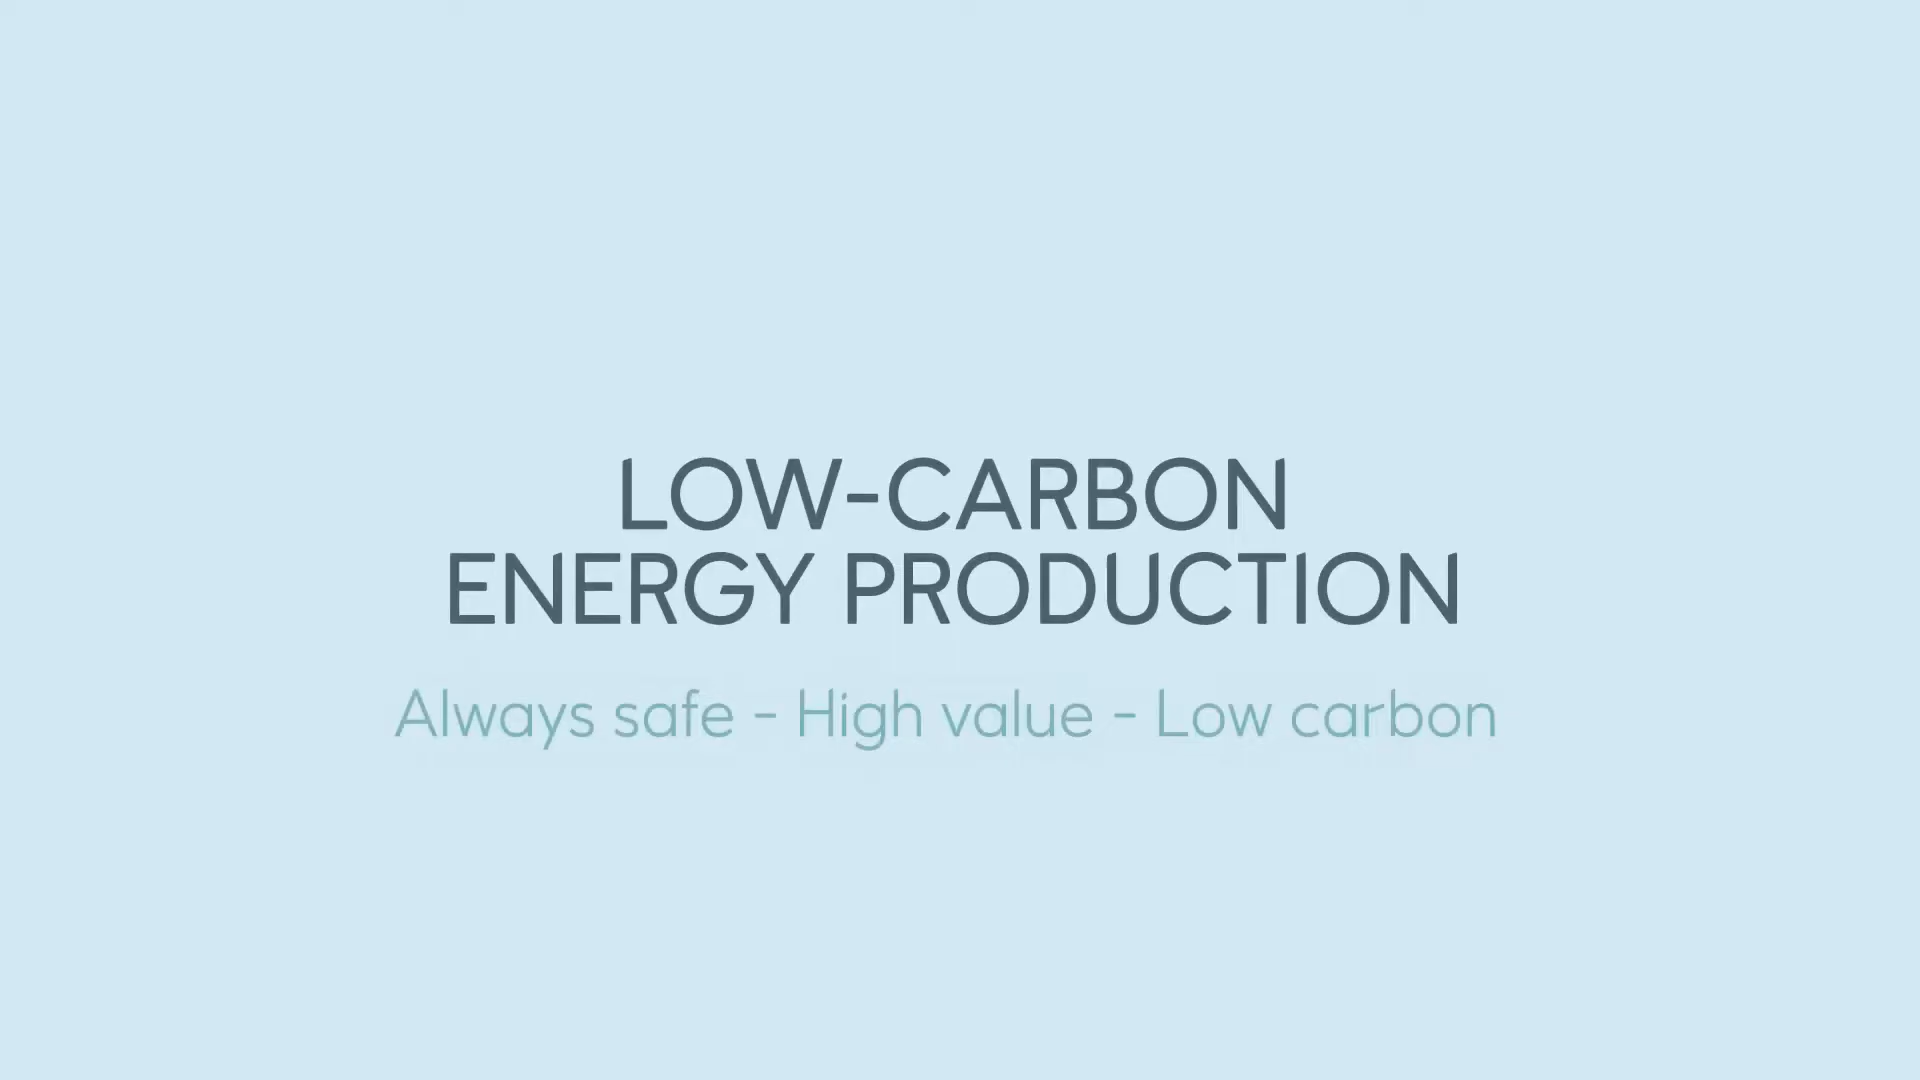 LOW-CARBON
ENERGY PRODUCTION
Always safe - High value - Low carbon